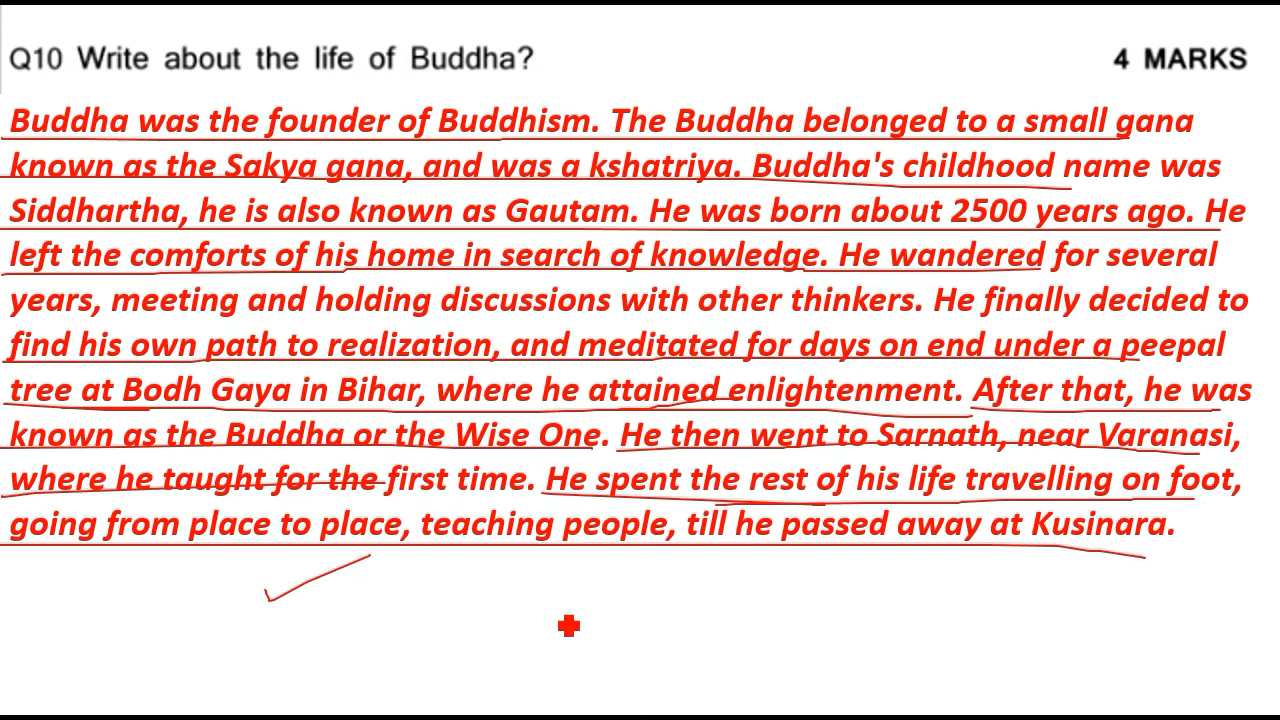 Q10 Write about the life of Buddha? 4 MARKS
Buddha was the founder of Buddhism. The Buddha belonged to a small gana
known as the Sakya gana, and was a kshatriya. Buddha's childhood name was
Siddhartha, he is also known as Gautam. He was born about 2500 years ago. He
left the comforts of his home in search of knowledge. He wandered for several
years, meeting and holding discussions with other thinkers. He finally decided to
find his own path to realization, and meditated for days on end under a peepal
tree at Bodh Gaya in Bihar, where he attained enlightenment. After that, he was
known as the Buddha or the Wise One. He then went to Sarnath, near Varanasi,
where he taught for the first time. He spent the rest of his life travelling on foot,
going from place to place, teaching people, till he passed away at Kusinara.